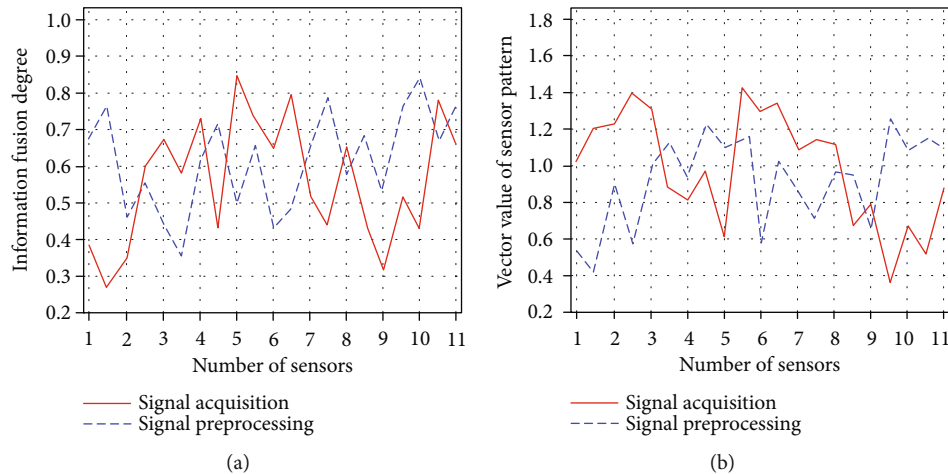 Information fusion degree
1.0
0.9
0.8
0.7
0.6
0.5
0.4
0.3
0.2
1 2 3 4 5 6 7 8 9 10 11
Number of sensors
Signal acquisition
Signal preprocessing
(a)
Vector value of sensor pattern
1.8
1.6
1.4
1.2
1.0
0.8
0.6
0.4
0.2
1 2 3 4 5 6 7 8 9 10 11
Number of sensors
Signal acquisition
Signal preprocessing
(b)